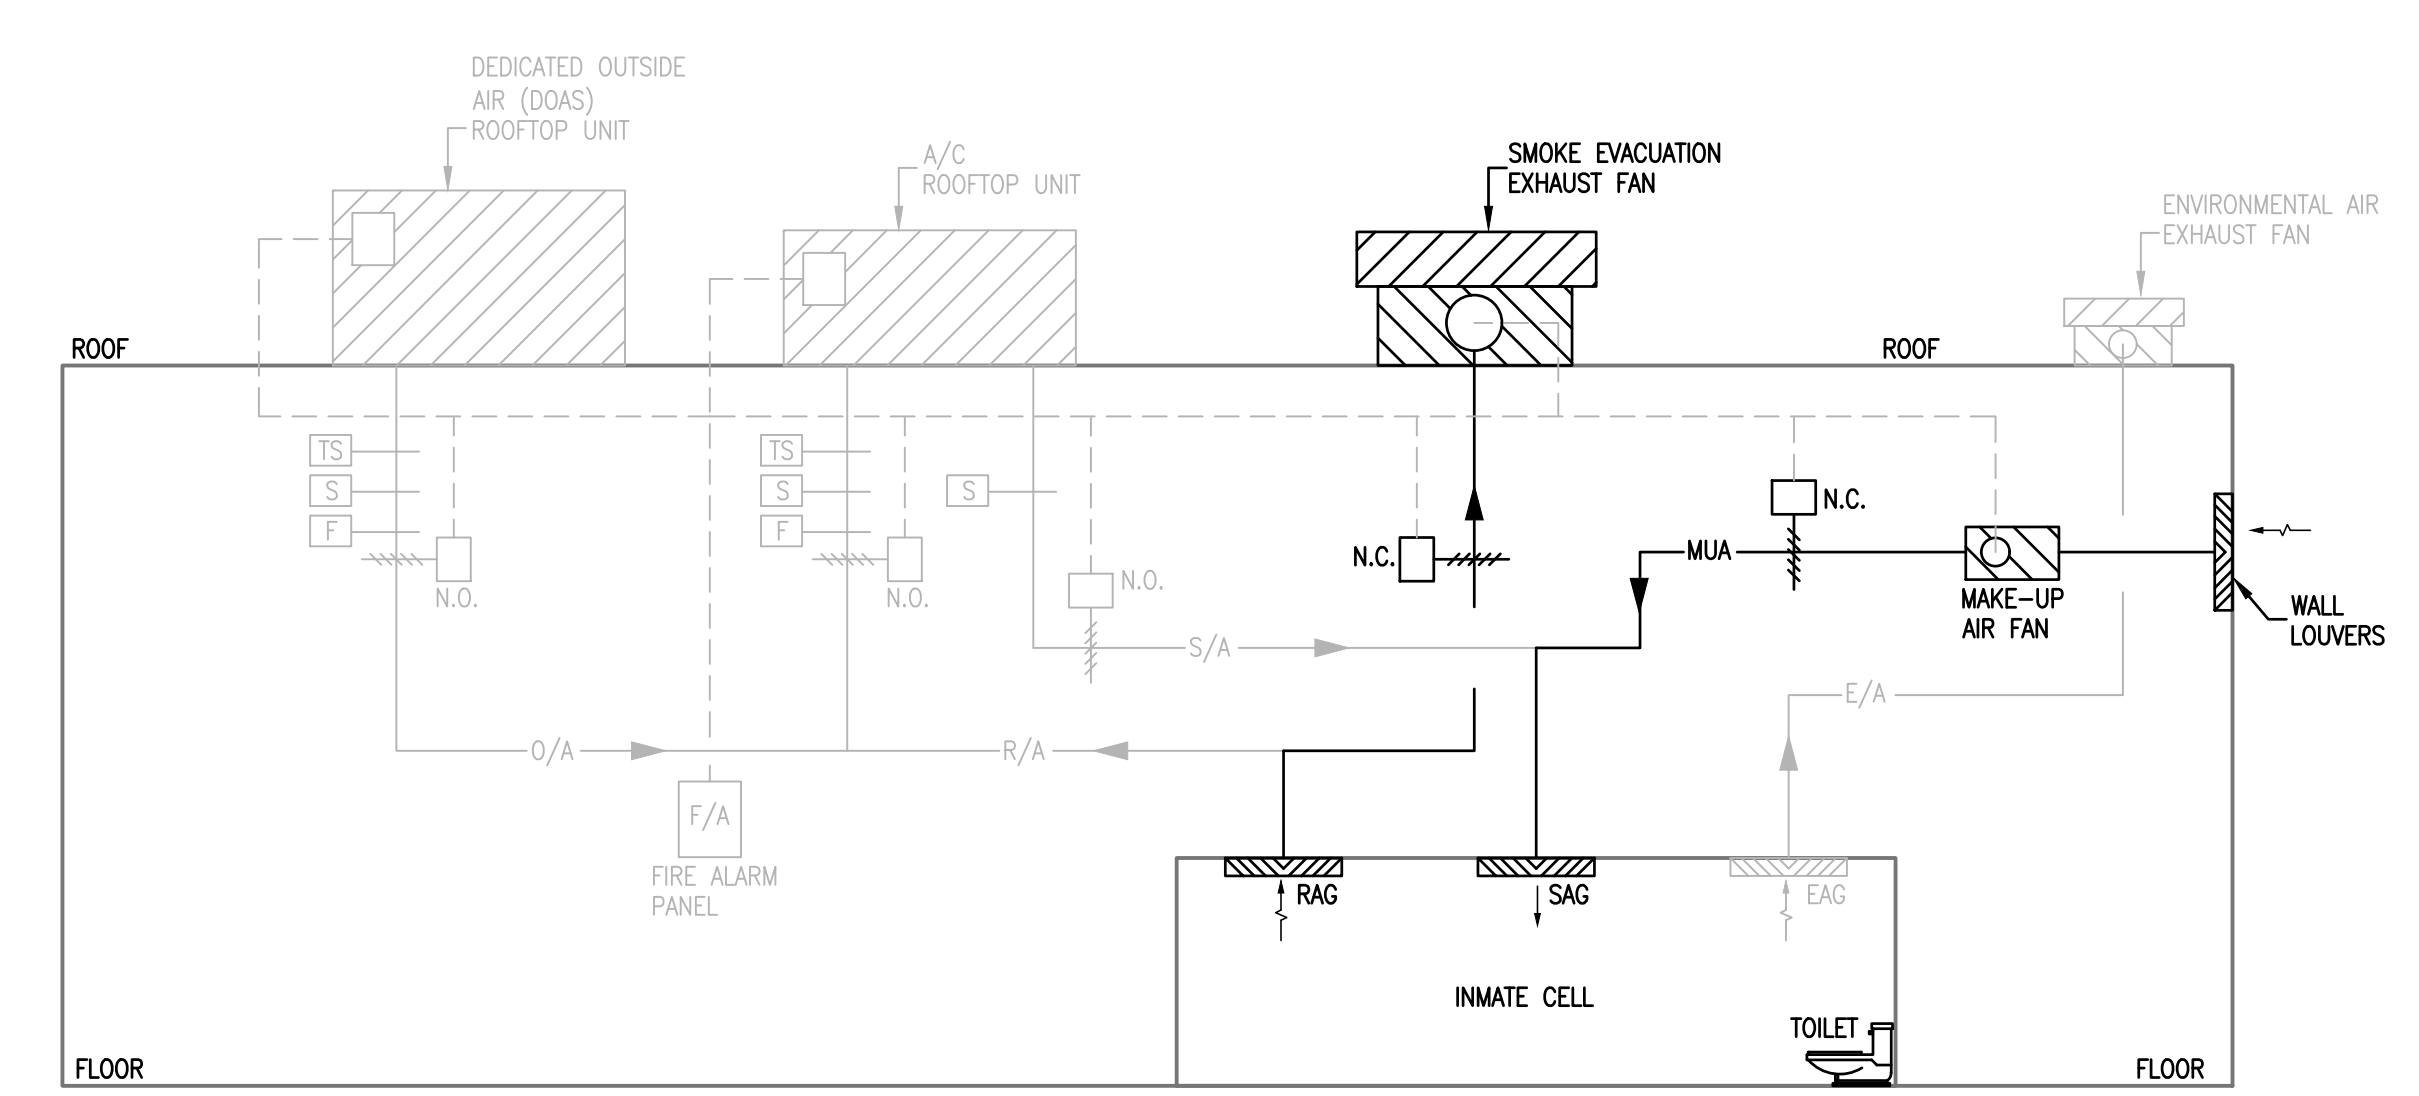 DEDICATED OUTSIDE
AIR (DOAS)
ROOFTOP UNIT
A/C
ROOFTOP UNIT
SMOKE EVACUATION
EXHAUST FAN
ENVIRONMENTAL AIR
EXHAUST FAN
ROOF
ROOF
TS
S
F
N.O.
TS
S
F
N.O.
S
N.O.
N.C.
N.C.
MUA
MAKE-UP
AIR FAN
WALL
LOUVERS
S/A
E/A
O/A
R/A
F/A
FIRE ALARM
PANEL
RAG
SAG
EAG
INMATE CELL
TOILET
FLOOR
FLOOR